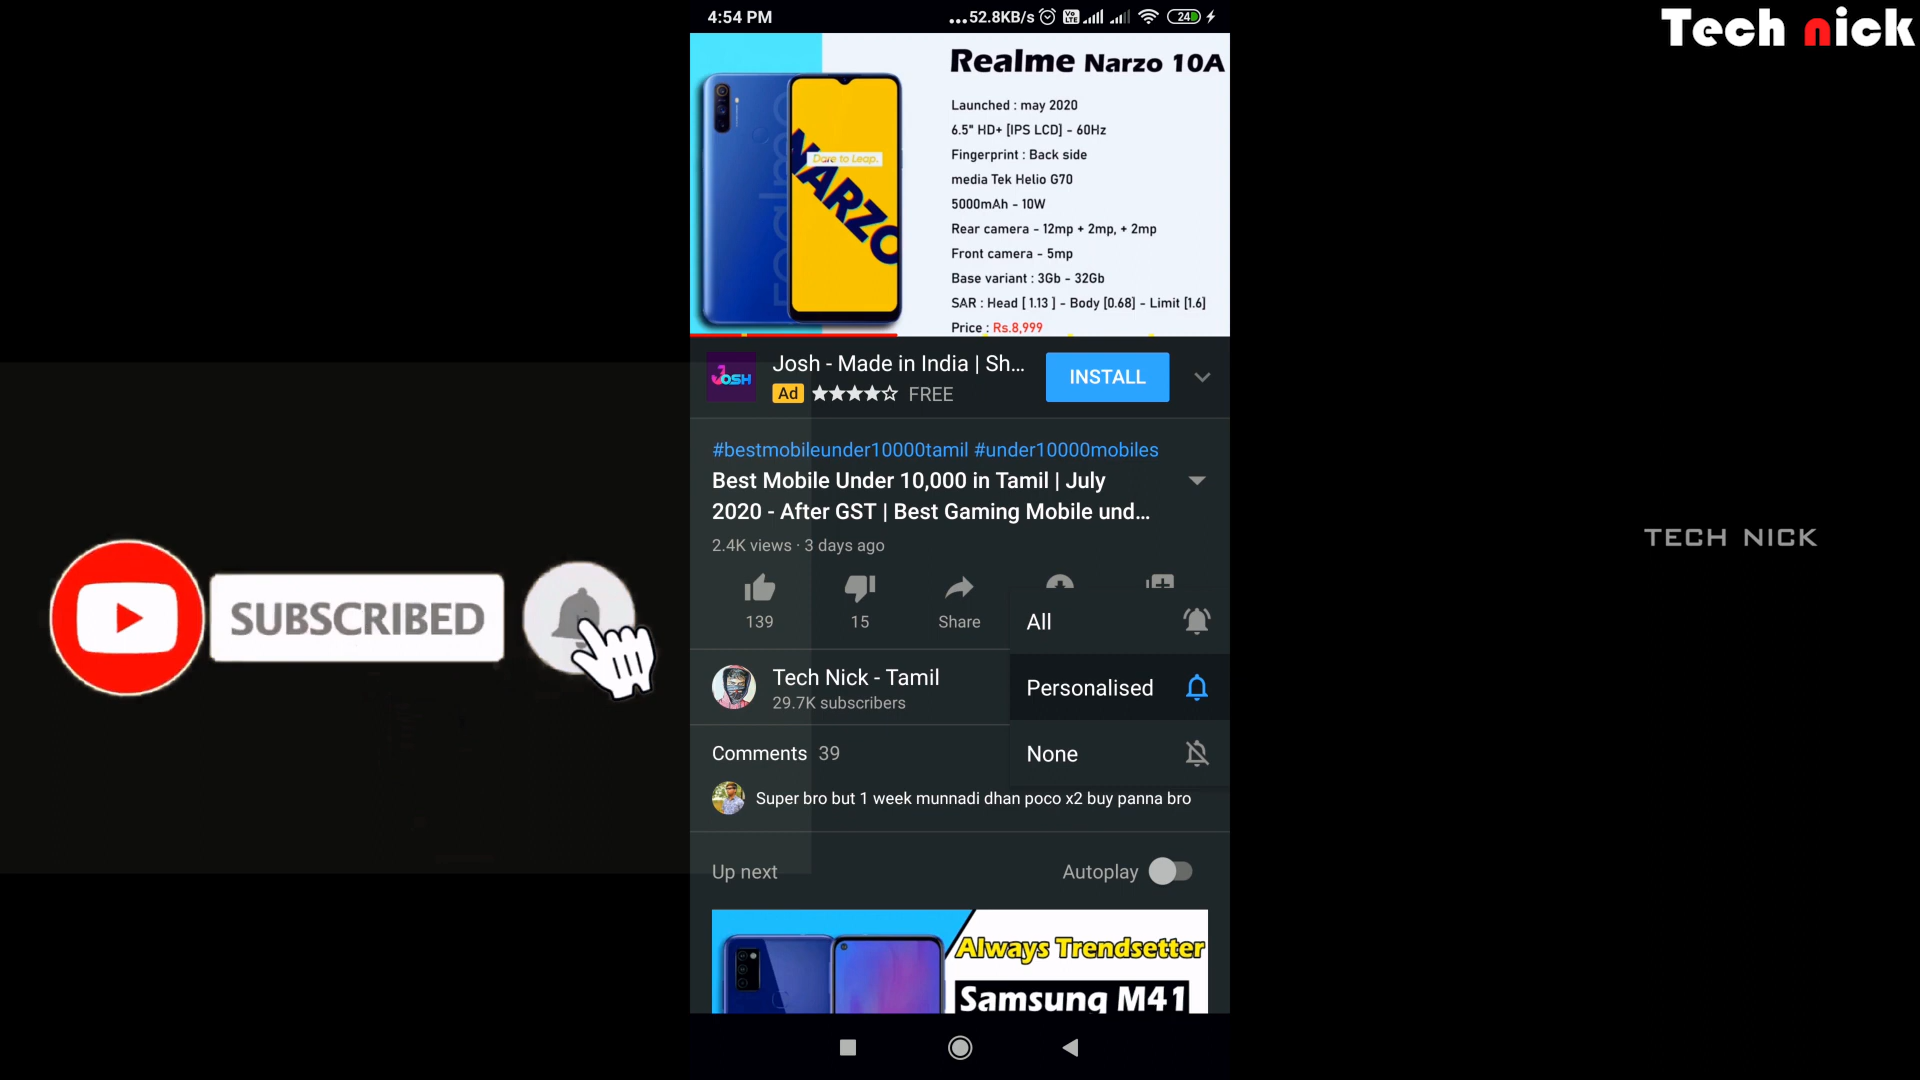 4:54 PM
...52.8KB/s
Vo LTE
24
Tech nick
Realme Narzo 10A
Launched : may 2020
6.5" HD+ [IPS LCD] - 60Hz
Fingerprint : Back side
media Tek Helio G70
5000mAh - 10W
Rear camera - 12mp + 2mp, + 2mp
Front camera - 5mp
Base variant : 3Gb - 32Gb
SAR : Head [ 1.13 ] - Body [0.68] - Limit [1.6]
Price : Rs.8,999
realme
Dare to Leap.
NARZO
JOSH
Josh - Made in India | Sh...
Ad
FREE
INSTALL
#bestmobileunder10000tamil #under10000mobiles
Best Mobile Under 10,000 in Tamil | July
2020 - After GST | Best Gaming Mobile und...
2.4K views · 3 days ago
139
15
Share
All
Personalised
None
Tech Nick - Tamil
29.7K subscribers
Comments 39
Super bro but 1 week munnadi dhan poco x2 buy panna bro
Up next
Autoplay
Always Trendsetter
Samsung M41
SUBSCRIBED
TECH NICK